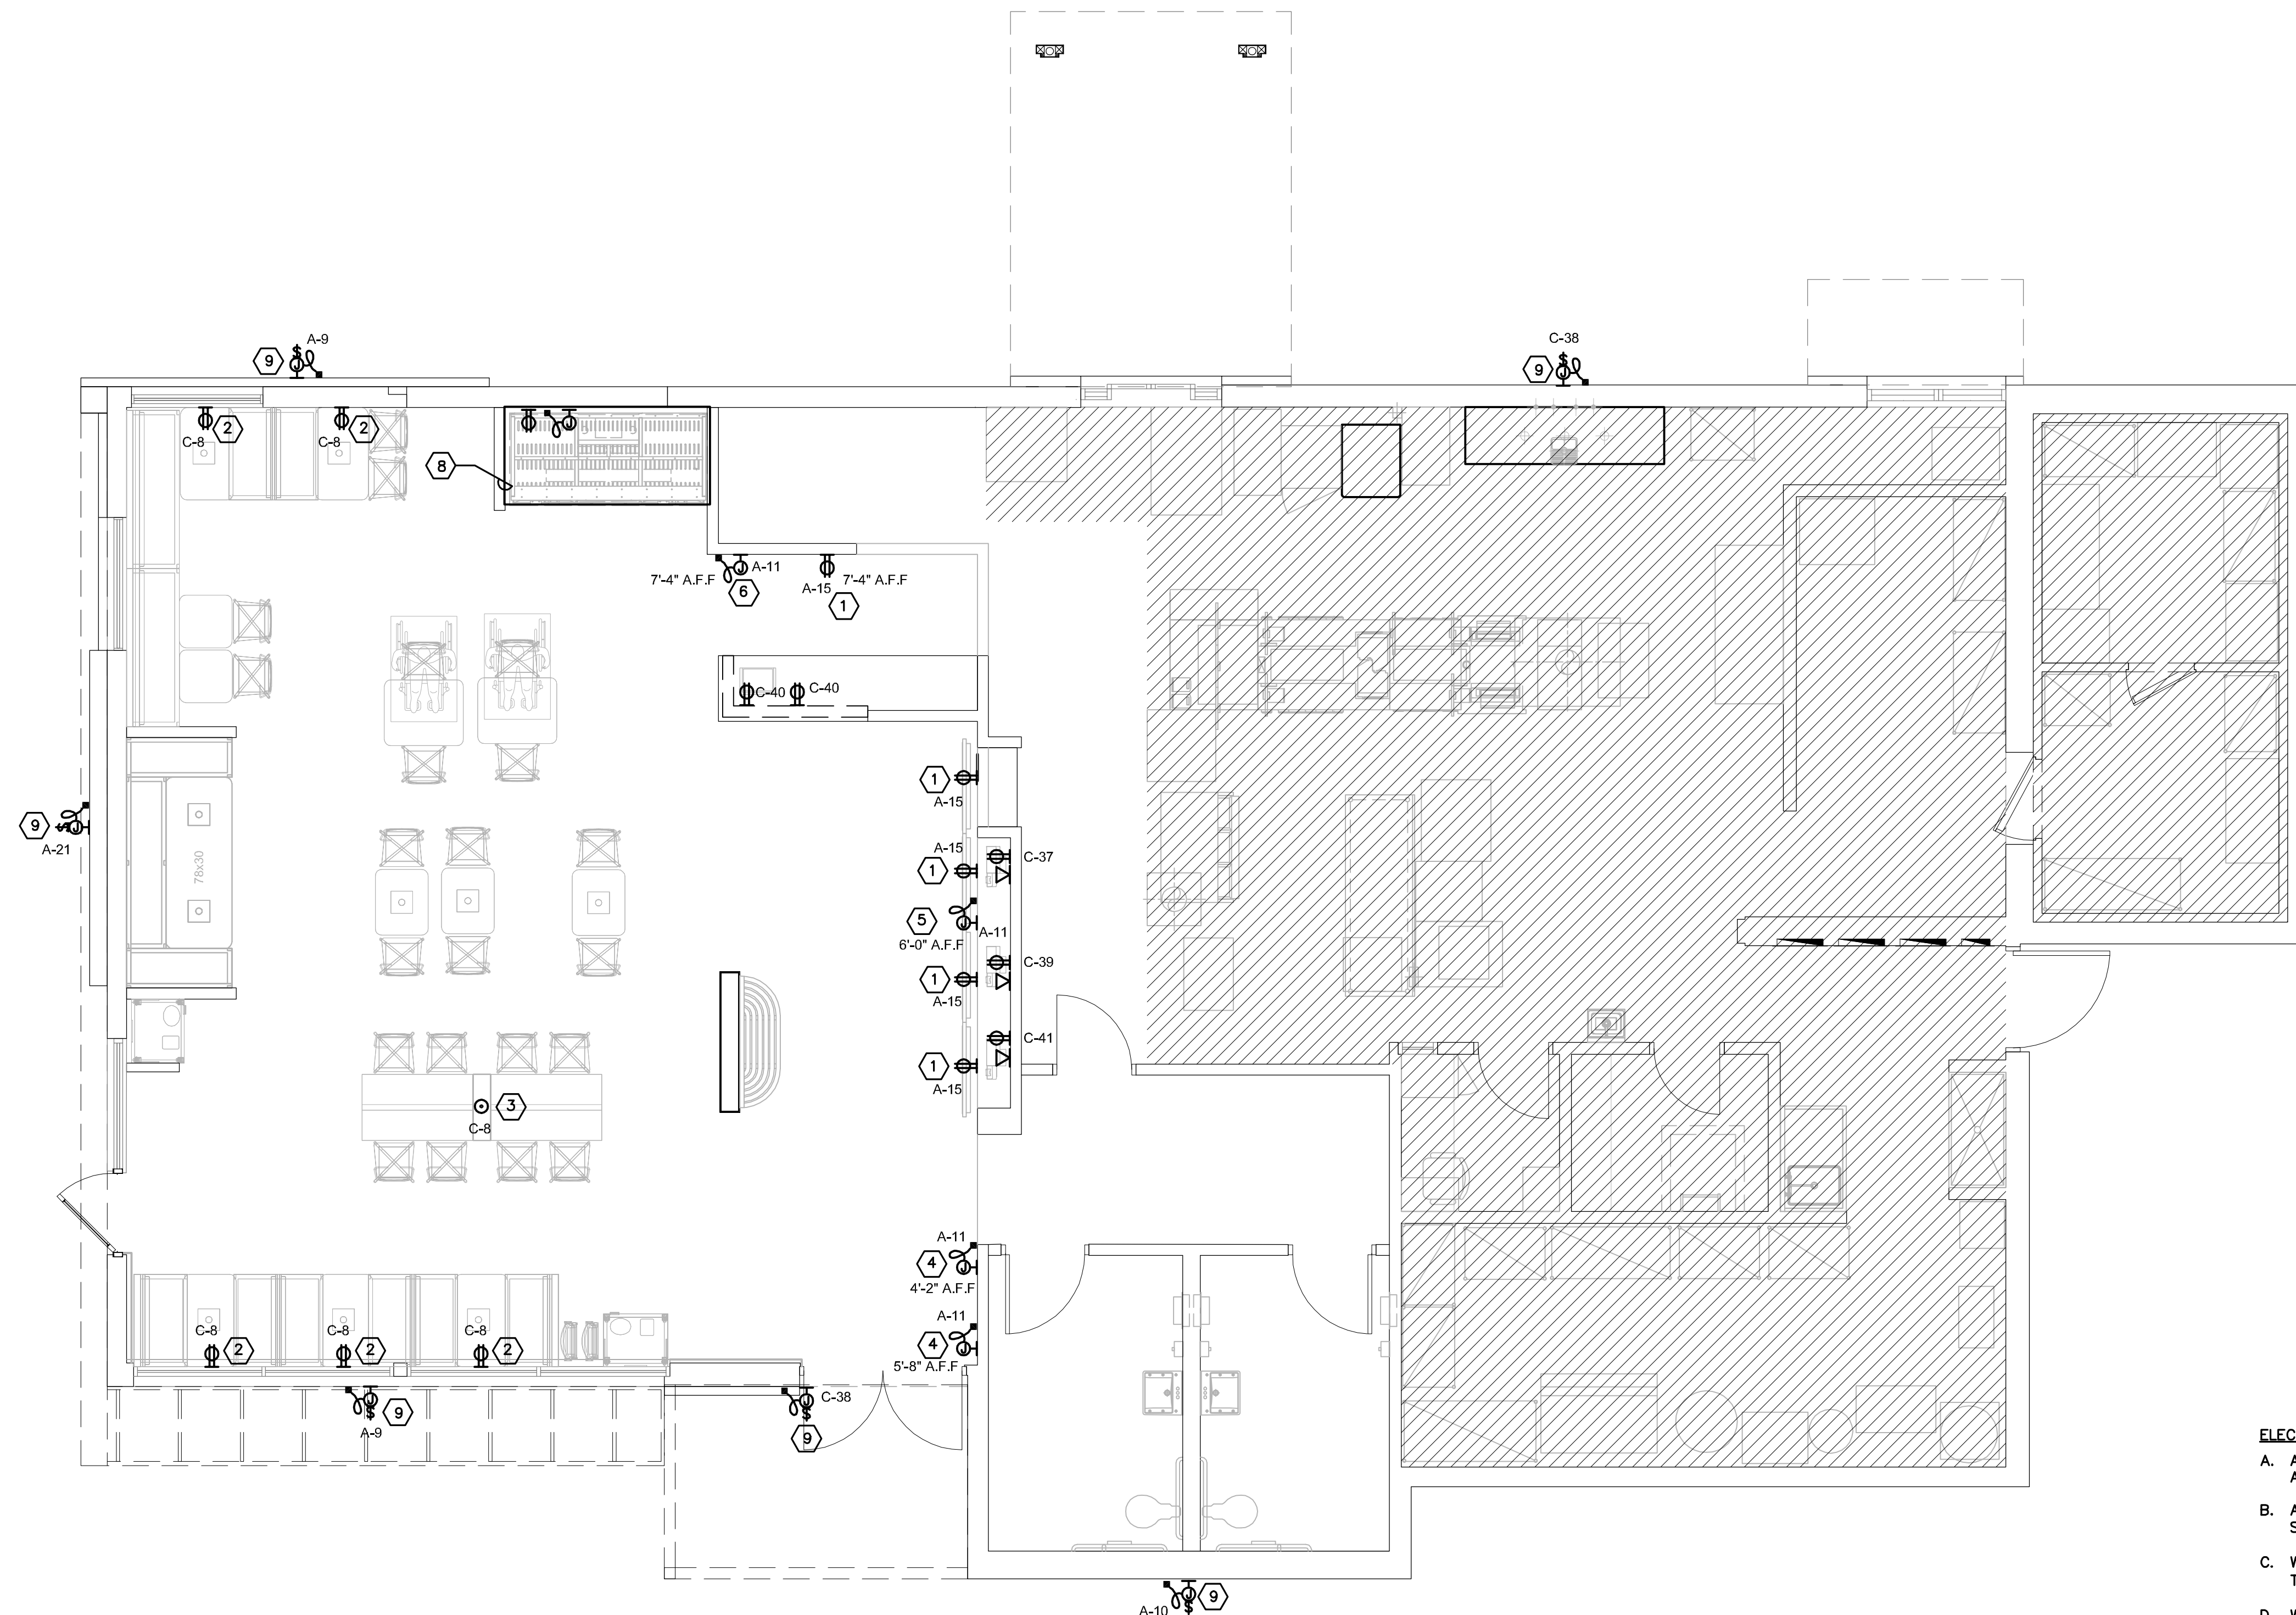 A-9
$
J
9
C-38
$
J
9
C-8
2
C-8
2
J
8
7'-4" A.F.F
J
A-11
6
A-15
7'-4" A.F.F
1
C-40
C-40
1
A-15
9
$
J
A-21
78x30
A-15
1
C-37
5
J
6'-0" A.F.F
A-11
1
A-15
C-39
C-41
1
A-15
3
C-8
A-11
4
J
4'-2" A.F.F
A-11
4
J
5'-8" A.F.F
C-8
2
C-8
2
C-8
2
J
$
9
A-9
J
$
C-38
9
A-10
J
$
9
ELEC
A. A
A
B. A
S
C. W
T
D. W